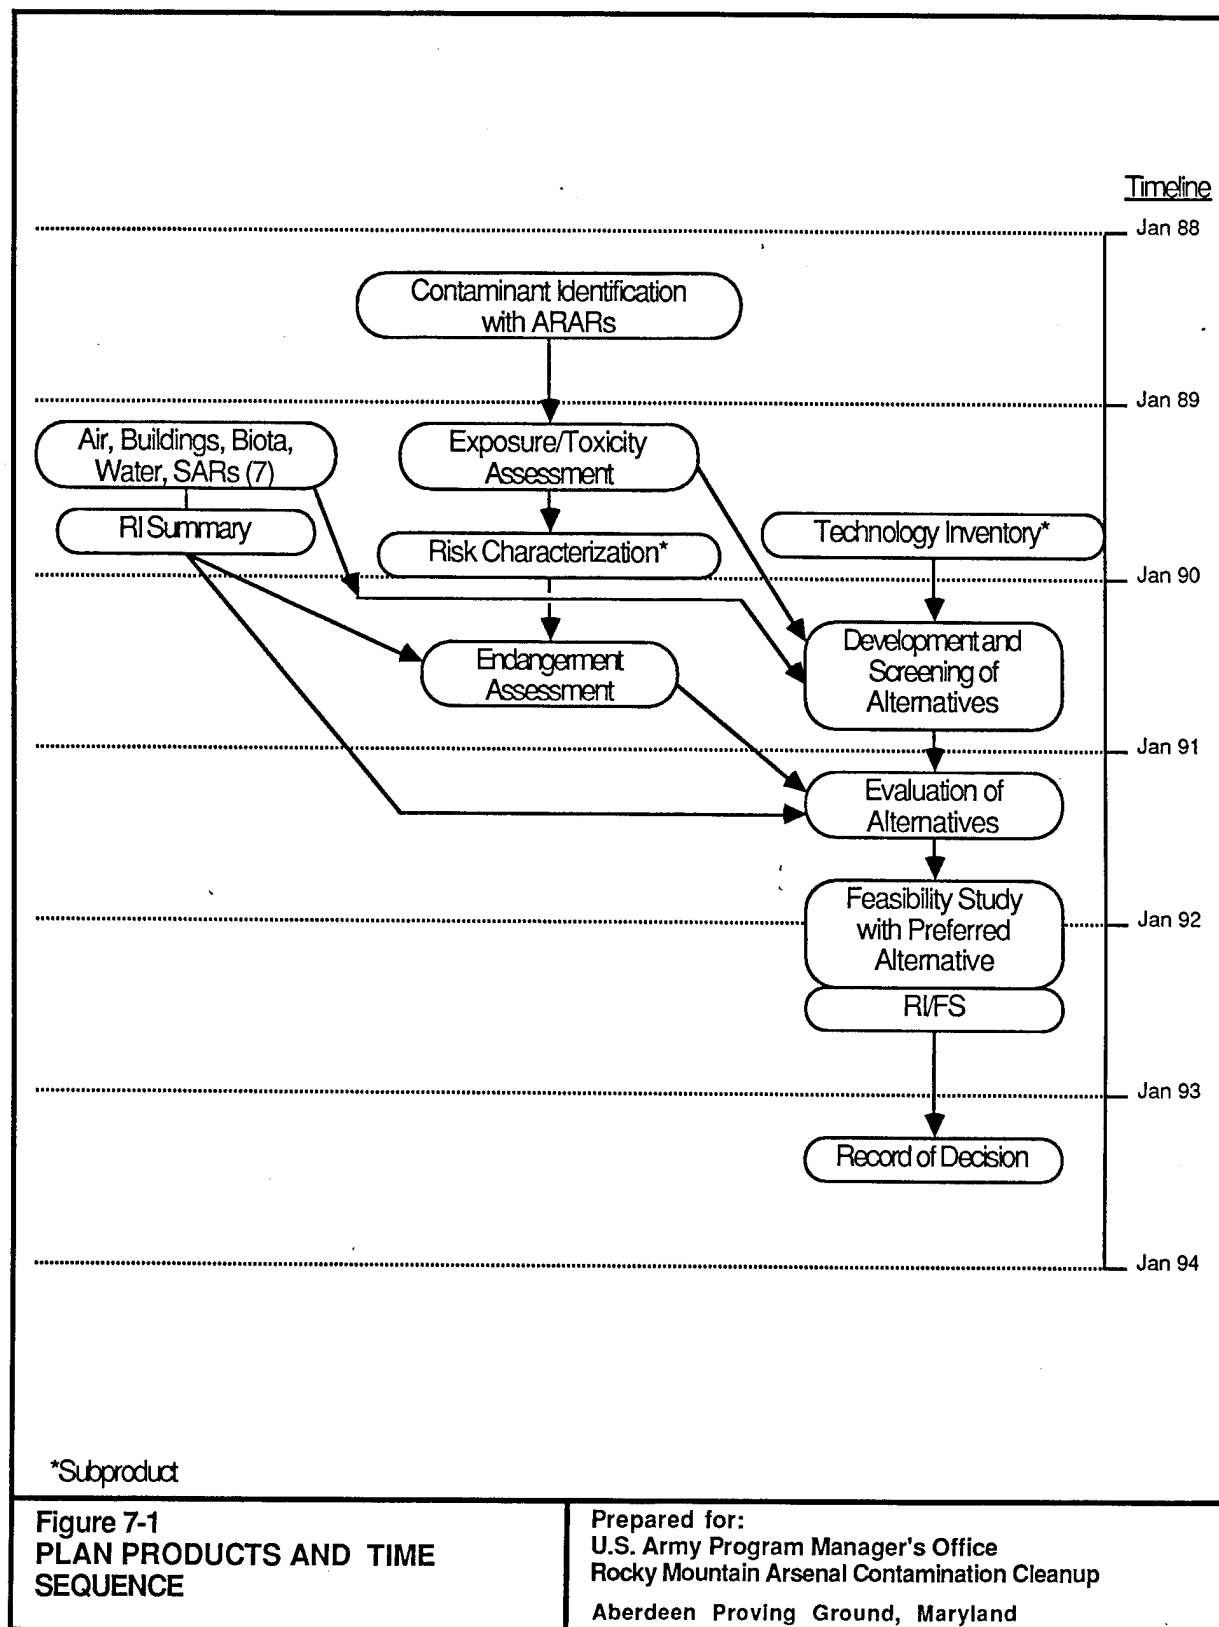 Timeline
Jan 88
Contaminant Identification
with ARARs
Jan 89
Air, Buildings, Biota,
Water, SARs (7)
Exposure/Toxicity
Assessment
RI Summary
Technology Inventory*
Risk Characterization*
Jan 90
Endangerment
Assessment
Development and
Screening of
Alternatives
Jan 91
Evaluation of
Alternatives
Feasibility Study
with Preferred
Alternative
Jan 92
RI/FS
Jan 93
Record of Decision
Jan 94
*Subproduct
Figure 7-1
PLAN PRODUCTS AND TIME
SEQUENCE
Prepared for:
U.S. Army Program Manager's Office
Rocky Mountain Arsenal Contamination Cleanup
Aberdeen Proving Ground, Maryland